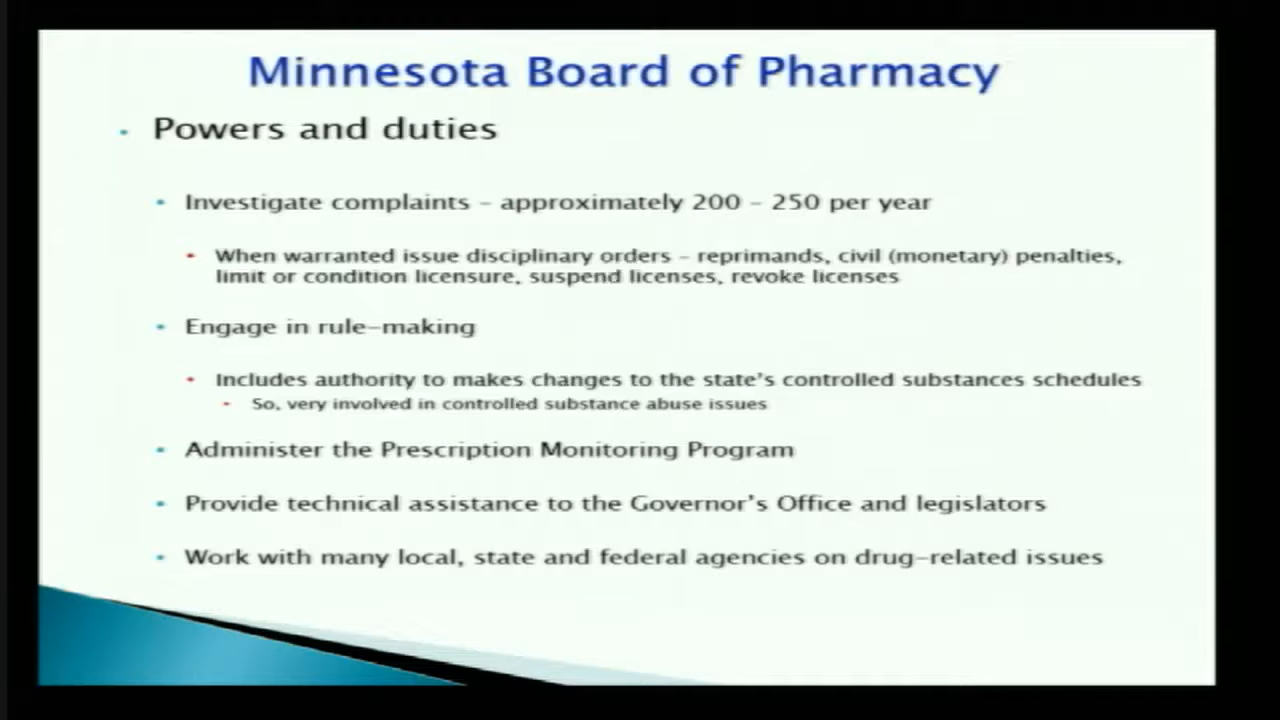 Minnesota Board of Pharmacy
• Powers and duties
• Investigate complaints – approximately 200 – 250 per year
• When warranted issue disciplinary orders – reprimands, civil (monetary) penalties,
limit or condition licensure, suspend licenses, revoke licenses
• Engage in rule-making
• Includes authority to makes changes to the state's controlled substances schedules
• So, very involved in controlled substance abuse issues
• Administer the Prescription Monitoring Program
• Provide technical assistance to the Governor's Office and legislators
• Work with many local, state and federal agencies on drug-related issues